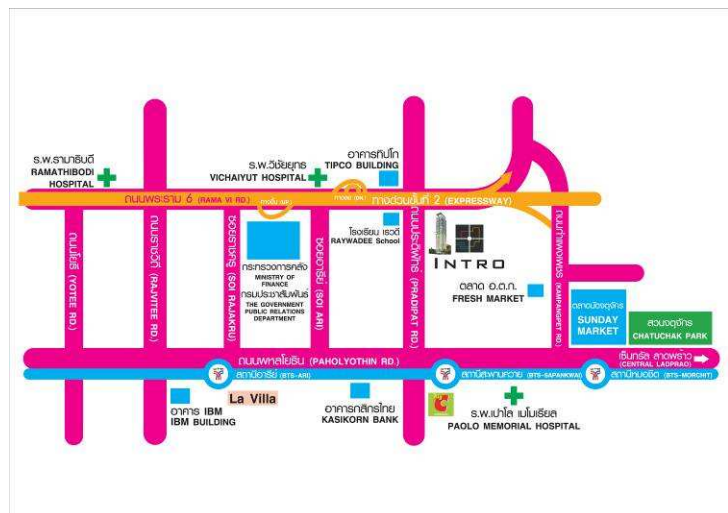 ร.พ.รามาธิบดี
RAMATHIBODI
HOSPITAL
ร.พ.วิชัยยุทธ
VICHAIYUT HOSPITAL
อาคารทิปโก
TIPCO BUILDING
ถนนพระราม 6 (RAMA VI RD.)
ทางด่วนขั้นที่ 2 (EXPRESSWAY)
โรงเรียน เรวดี
RAYWADEE School
ถนนโยธี (YOTEE RD.)
ถนนราชวิถี (RAJVITEE RD.)
ซอยราชครู (SOI RAJAKRU)
กระทรวงการคลัง
MINISTRY OF
FINANCE
กรมประชาสัมพันธ์
THE GOVERNMENT
PUBLIC RELATIONS
DEPARTMENT
ซอยอารีย์ (SOI ARI)
ถนนประดิพัทธ์ (PRADIPAT RD.)
INTRO
ตลาด อ.ต.ก.
FRESH MARKET
ถนนกำแพงเพชร (KAMPANGPET RD.)
ตลาดนัดจตุจักร
SUNDAY
MARKET
สวนจตุจักร
CHATUCHAK PARK
ถนนพหลโยธิน (PAHOLYOTHIN RD.)
เซ็นทรัล ลาดพร้าว
(CENTRAL LADPRAO)
สถานีอารีย์ (BTS-ARI)
สถานีสะพานควาย (BTS-SAPANKWAI)
สถานีหมอชิต (BTS-MORCHIT)
อาคาร IBM
IBM BUILDING
La Villa
อาคารกสิกรไทย
KASIKORN BANK
ร.พ.เปาโล เมโมเรียล
PAOLO MEMORIAL HOSPITAL